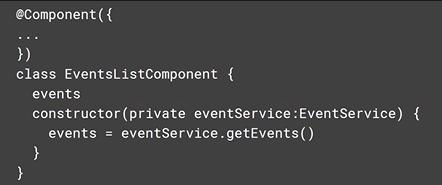 @Component({
...
})
class EventsListComponent {
  events
  constructor(private eventService:EventService) {
    events = eventService.getEvents()
  }
}